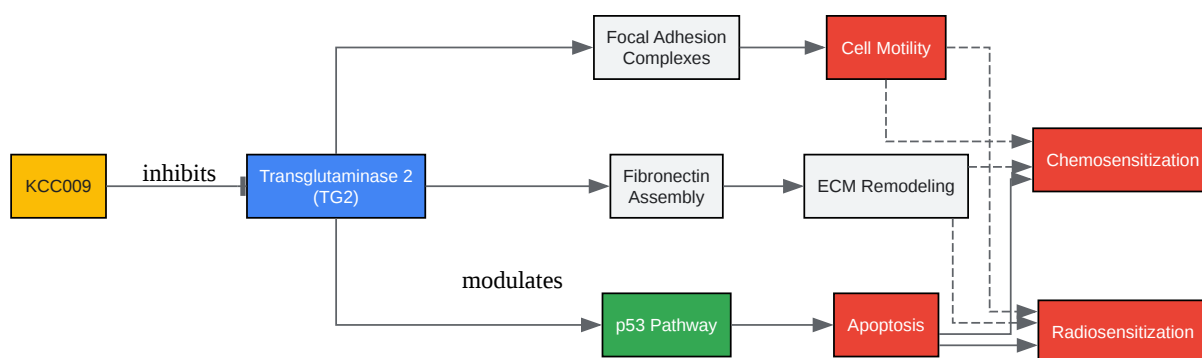 Focal Adhesion
Complexes
Cell Motility
KCC009
inhibits
Transglutaminase 2
(TG2)
Fibronectin
Assembly
ECM Remodeling
Chemosensitization
modulates
p53 Pathway
Apoptosis
Radiosensitization